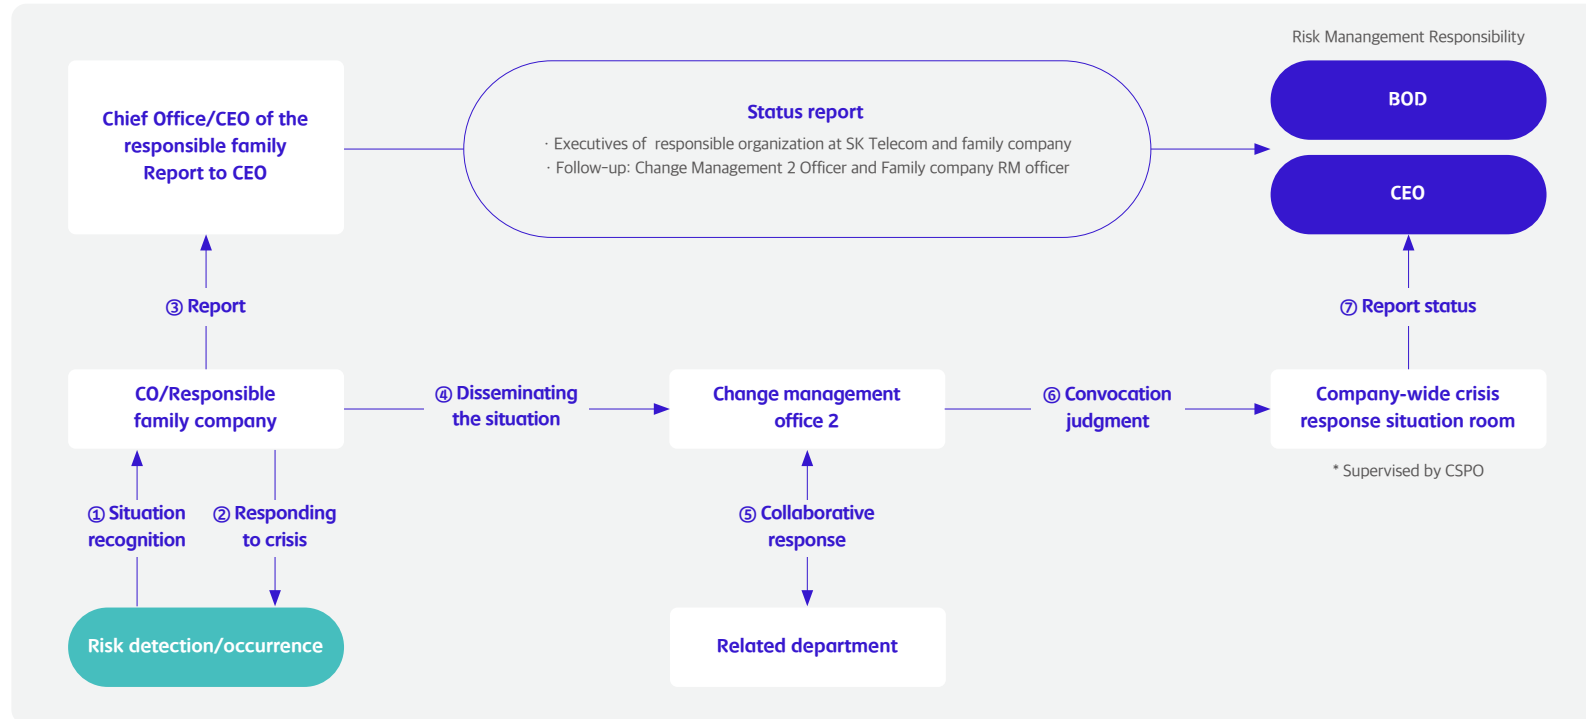 Risk Manangement Responsibility
Chief Office/CEO of the
responsible family
Report to CEO
Status report
· Executives of responsible organization at SK Telecom and family company
· Follow-up: Change Management 2 Officer and Family company RM officer
BOD
CEO
③ Report
⑦ Report status
CO/Responsible
family company
④ Disseminating
the situation
Change management
office 2
⑥ Convocation
judgment
Company-wide crisis
response situation room
* Supervised by CSPO
① Situation
recognition
② Responding
to crisis
⑤ Collaborative
response
Risk detection/occurrence
Related department